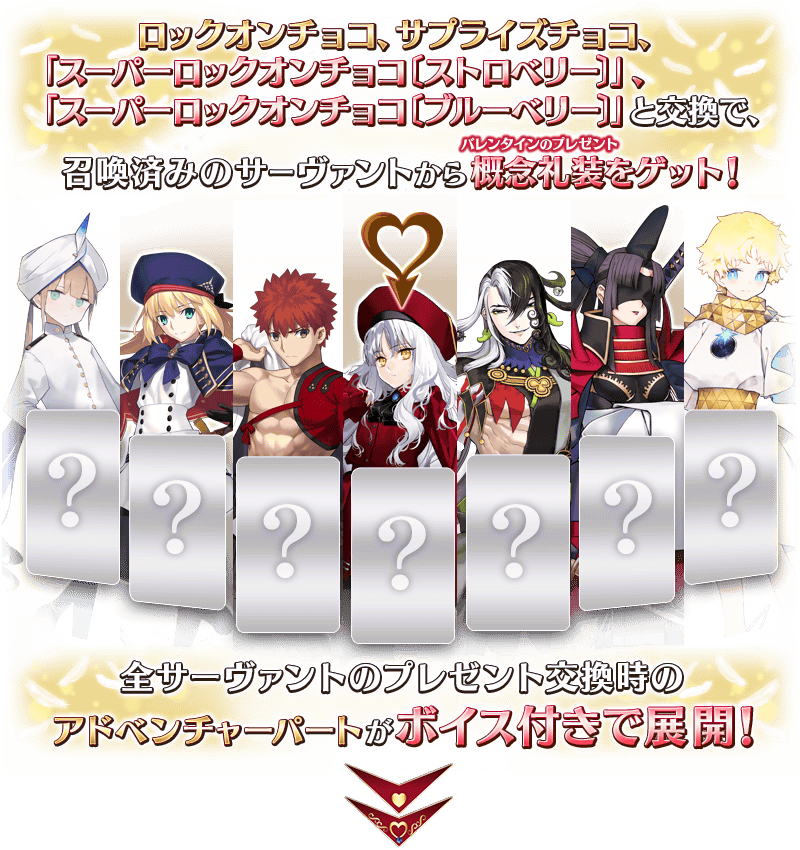 ロックオンチョコ、サプライズチョコ、
「スーパーロックオンチョコ〔ストロベリー〕」、
「スーパーロックオンチョコ〔ブルーベリー〕」と交換で、
バレンタインのプレゼント
召喚済みのサーヴァントから概念礼装をゲット！
? ? ? ? ? ? ?
全サーヴァントのプレゼント交換時の
アドベンチャーパートがボイス付きで展開！